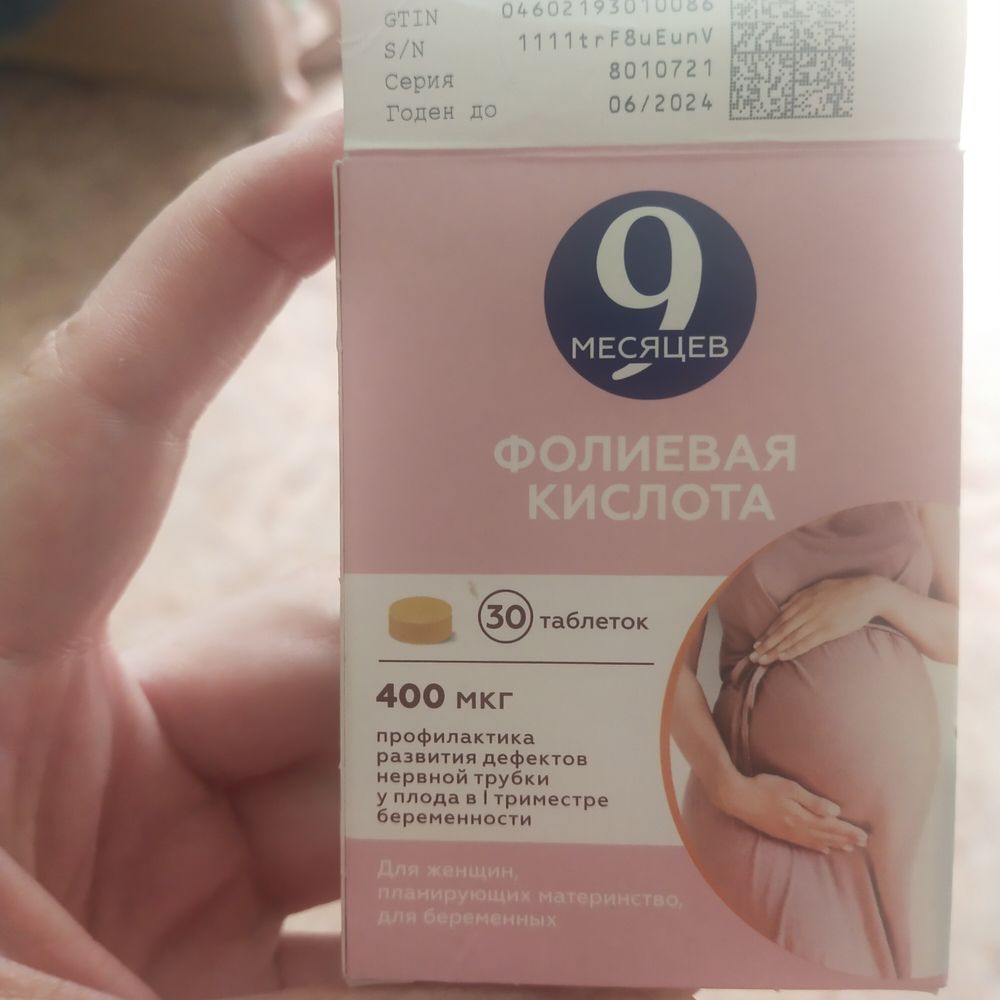 GTIN 04602193010086
S/N 1111trF8uEunV
Серия 8010721
Годен до 06/2024
9
МЕСЯЦЕВ
ФОЛИЕВАЯ
КИСЛОТА
30 таблеток
400 мкг
профилактика
развития дефектов
нервной трубки
у плода в I триместре
беременности
Для женщин,
планирующих материнство,
для беременных